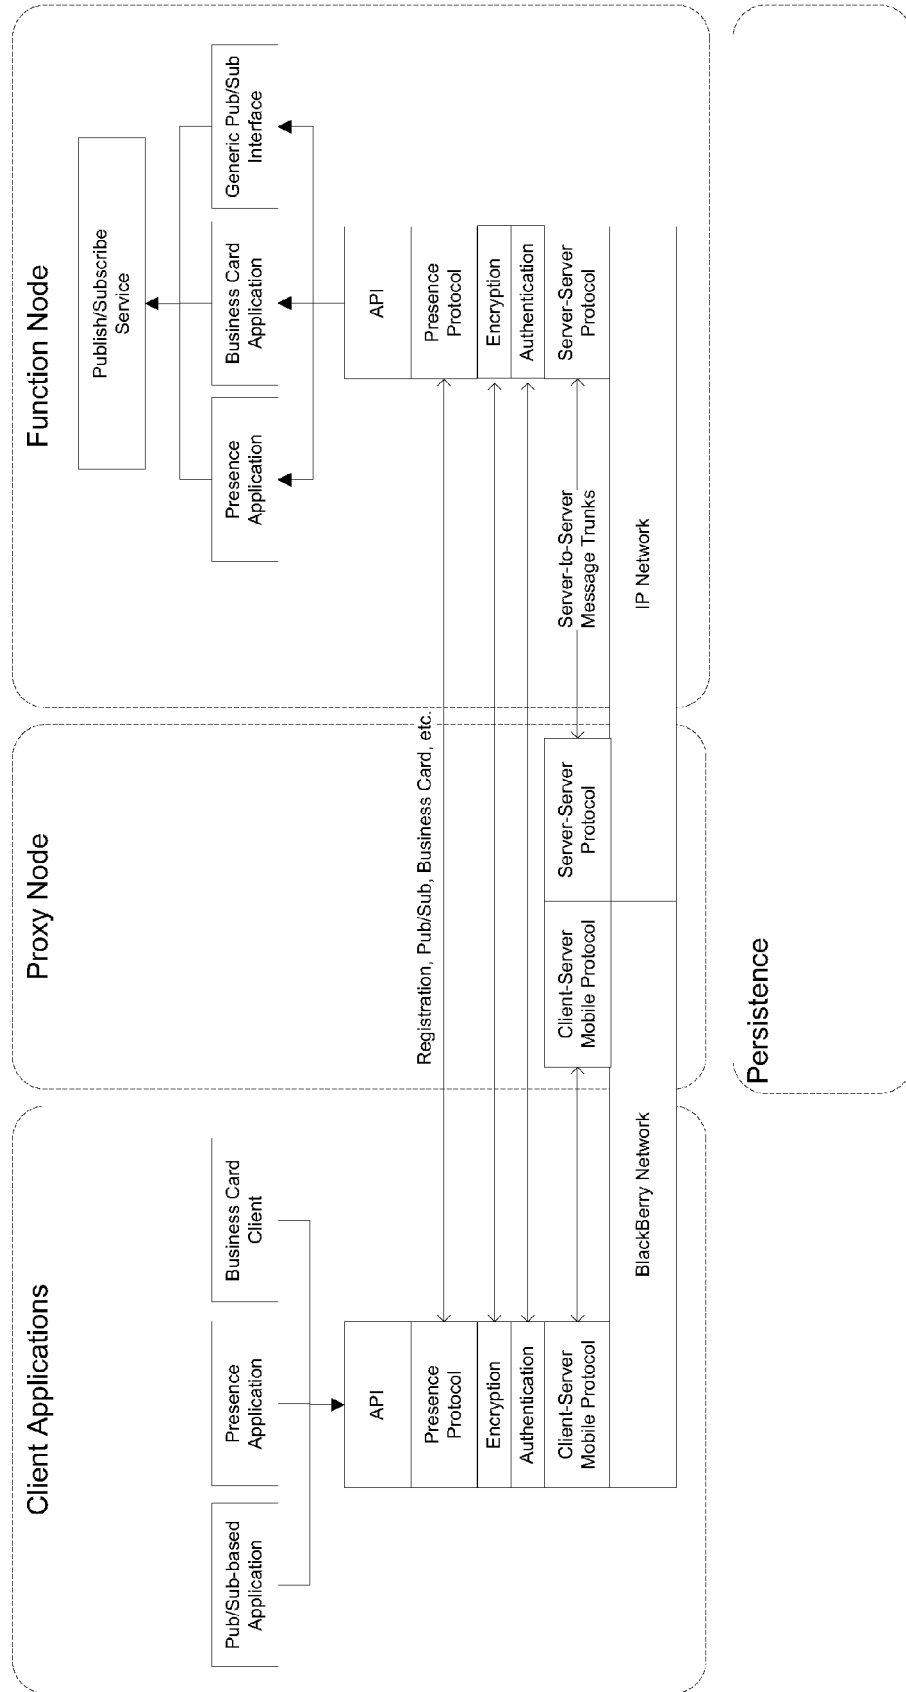 Client Applications
Proxy Node
Function Node
Publish/Subscribe
Service
Pub/Sub-based
Application
Presence
Application
Business Card
Client
Presence
Application
Business Card
Application
Generic Pub/Sub
Interface
API
API
Registration, Pub/Sub, Business Card, etc.
Presence
Protocol
Presence
Protocol
Encryption
Encryption
Authentication
Authentication
Client-Server
Mobile Protocol
Client-Server
Mobile Protocol
Server-Server
Protocol
Server-to-Server
Message Trunks
Server-Server
Protocol
BlackBerry Network
IP Network
Persistence